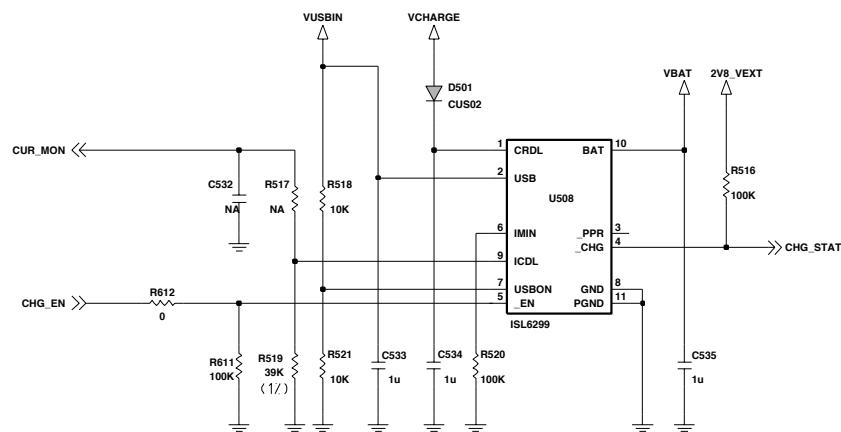 VUSBIN
VCHARGE
D501
CUS02
VBAT
2V8_VEXT
CUR_MON
C532
NA
R517
NA
R518
10K
1
CRDL
BAT
10
2
USB
U508
R516
100K
6
IMIN
_PPR
3
_CHG
4
CHG_STAT
9
ICDL
7
USBON
GND
8
5
_EN
PGND
11
ISL6299
CHG_EN
R612
0
R611
100K
R519
39K
(1%)
R521
10K
C533
1u
C534
1u
R520
100K
C535
1u